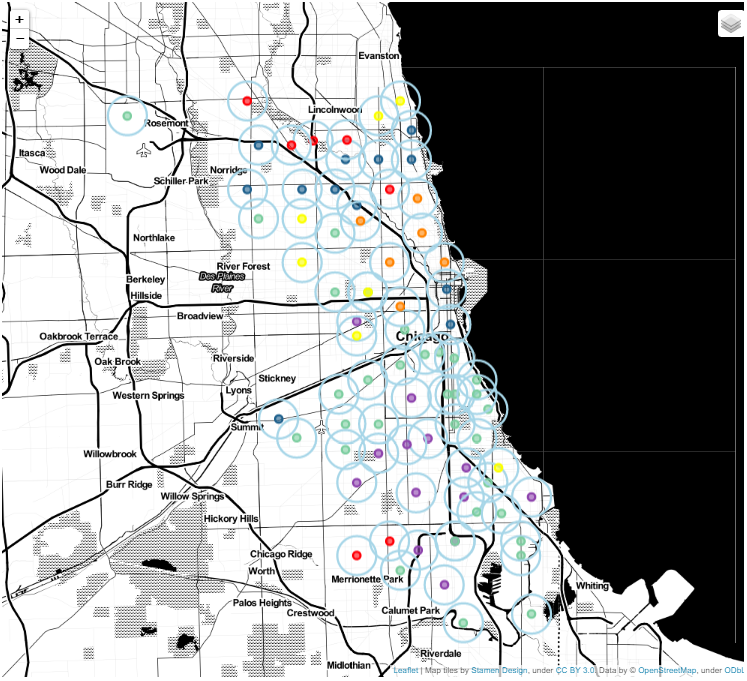 +
−
Evanston
Lincolnwood
Rosemont
Itasca
Wood Dale
Norridge
Schiller Park
Northlake
River Forest
Des Plaines
River
Berkeley
Hillside
Broadview
Oakbrook Terrace
Chicago
Oak Brook
Riverside
Stickney
Lyons
Western Springs
Summit
Willowbrook
Burr Ridge
Willow Springs
Hickory Hills
Chicago Ridge
Worth
Merrionette Park
Whiting
Palos Heights
Crestwood
Calumet Park
Riverdale
Midlothian
Leaflet | Map tiles by Stamen Design, under CC BY 3.0. Data by © OpenStreetMap, under ODbL